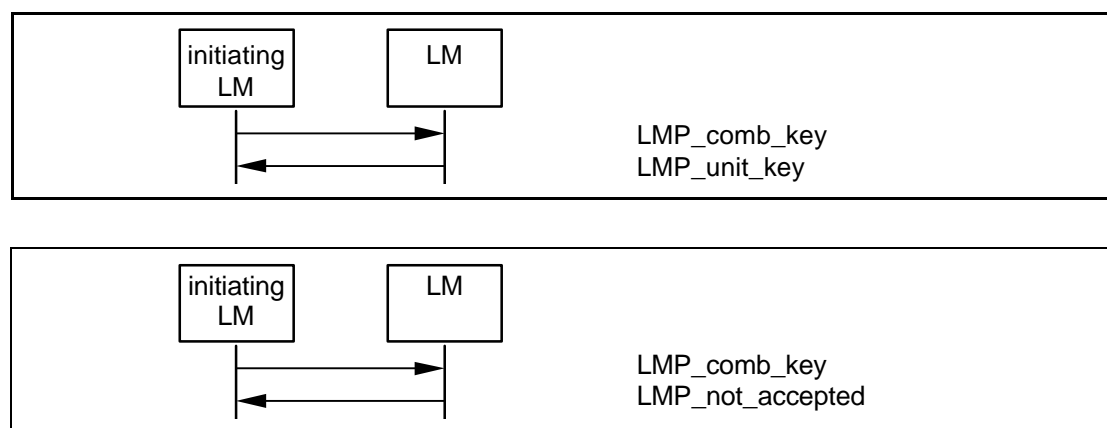 initiating
LM
LM
LMP_comb_key
LMP_unit_key
initiating
LM
LM
LMP_comb_key
LMP_not_accepted